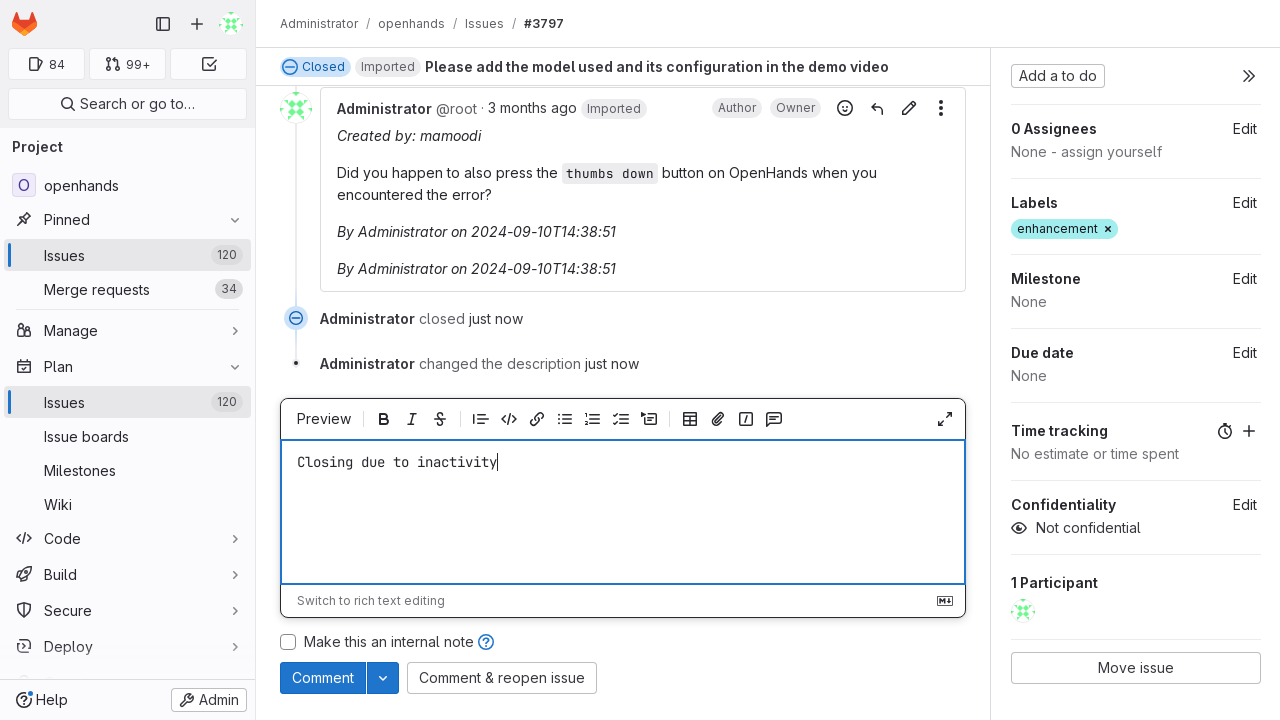 Administrator / openhands / Issues / #3797
84
99+
Search or go to…
Project
O openhands
Pinned
Issues 120
Merge requests 34
Manage
Plan
Issues 120
Issue boards
Milestones
Wiki
Code
Build
Secure
Deploy
Help
Admin
Closed Imported Please add the model used and its configuration in the demo video
Administrator @root · 3 months ago Imported Author Owner
Created by: mamoodi
Did you happen to also press the thumbs down button on OpenHands when you
encountered the error?
By Administrator on 2024-09-10T14:38:51
By Administrator on 2024-09-10T14:38:51
Administrator closed just now
Administrator changed the description just now
Preview
Closing due to inactivity
Switch to rich text editing
Make this an internal note
Comment
Comment & reopen issue
Add a to do
0 Assignees Edit
None - assign yourself
Labels Edit
enhancement
Milestone Edit
None
Due date Edit
None
Time tracking
No estimate or time spent
Confidentiality Edit
Not confidential
1 Participant
Move issue